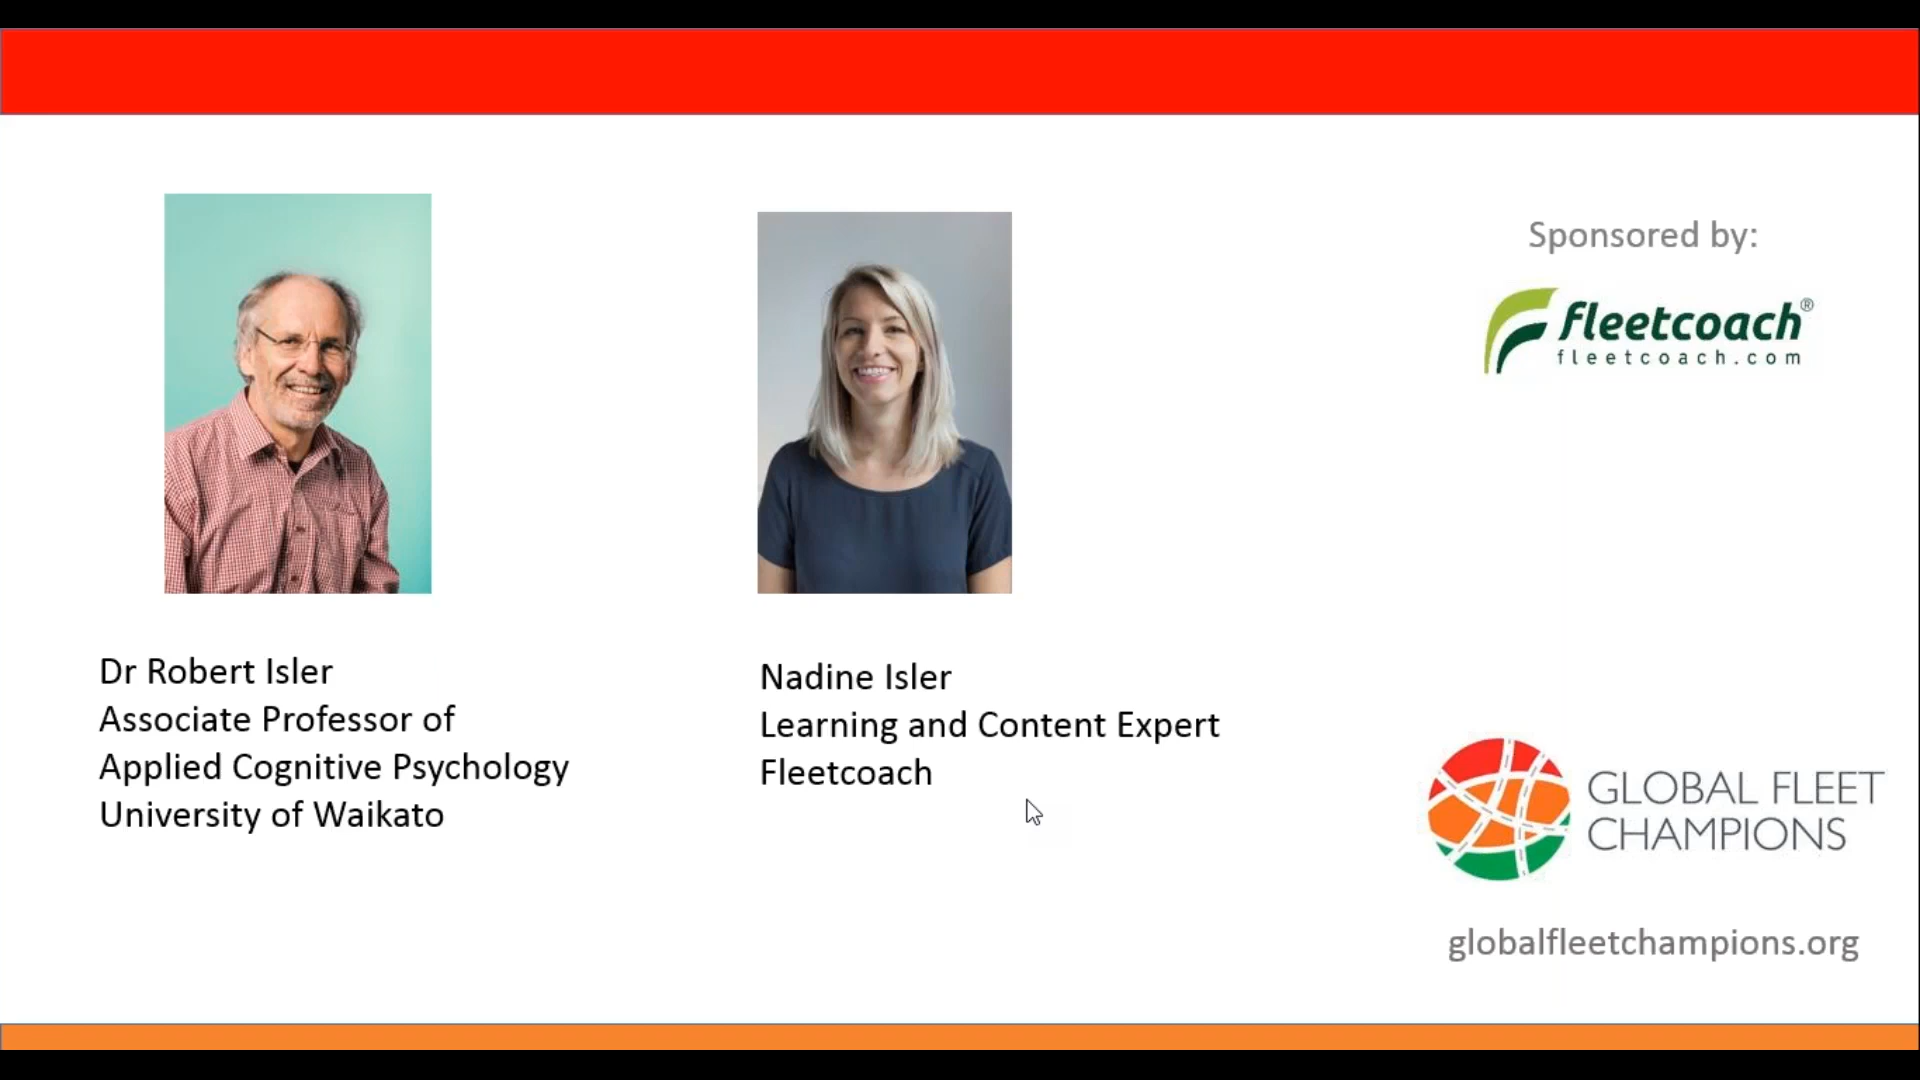 Dr Robert Isler
Associate Professor of
Applied Cognitive Psychology
University of Waikato
Nadine Isler
Learning and Content Expert
Fleetcoach
Sponsored by:
fleetcoach®
fleetcoach.com
GLOBAL FLEET
CHAMPIONS
globalfleetchampions.org